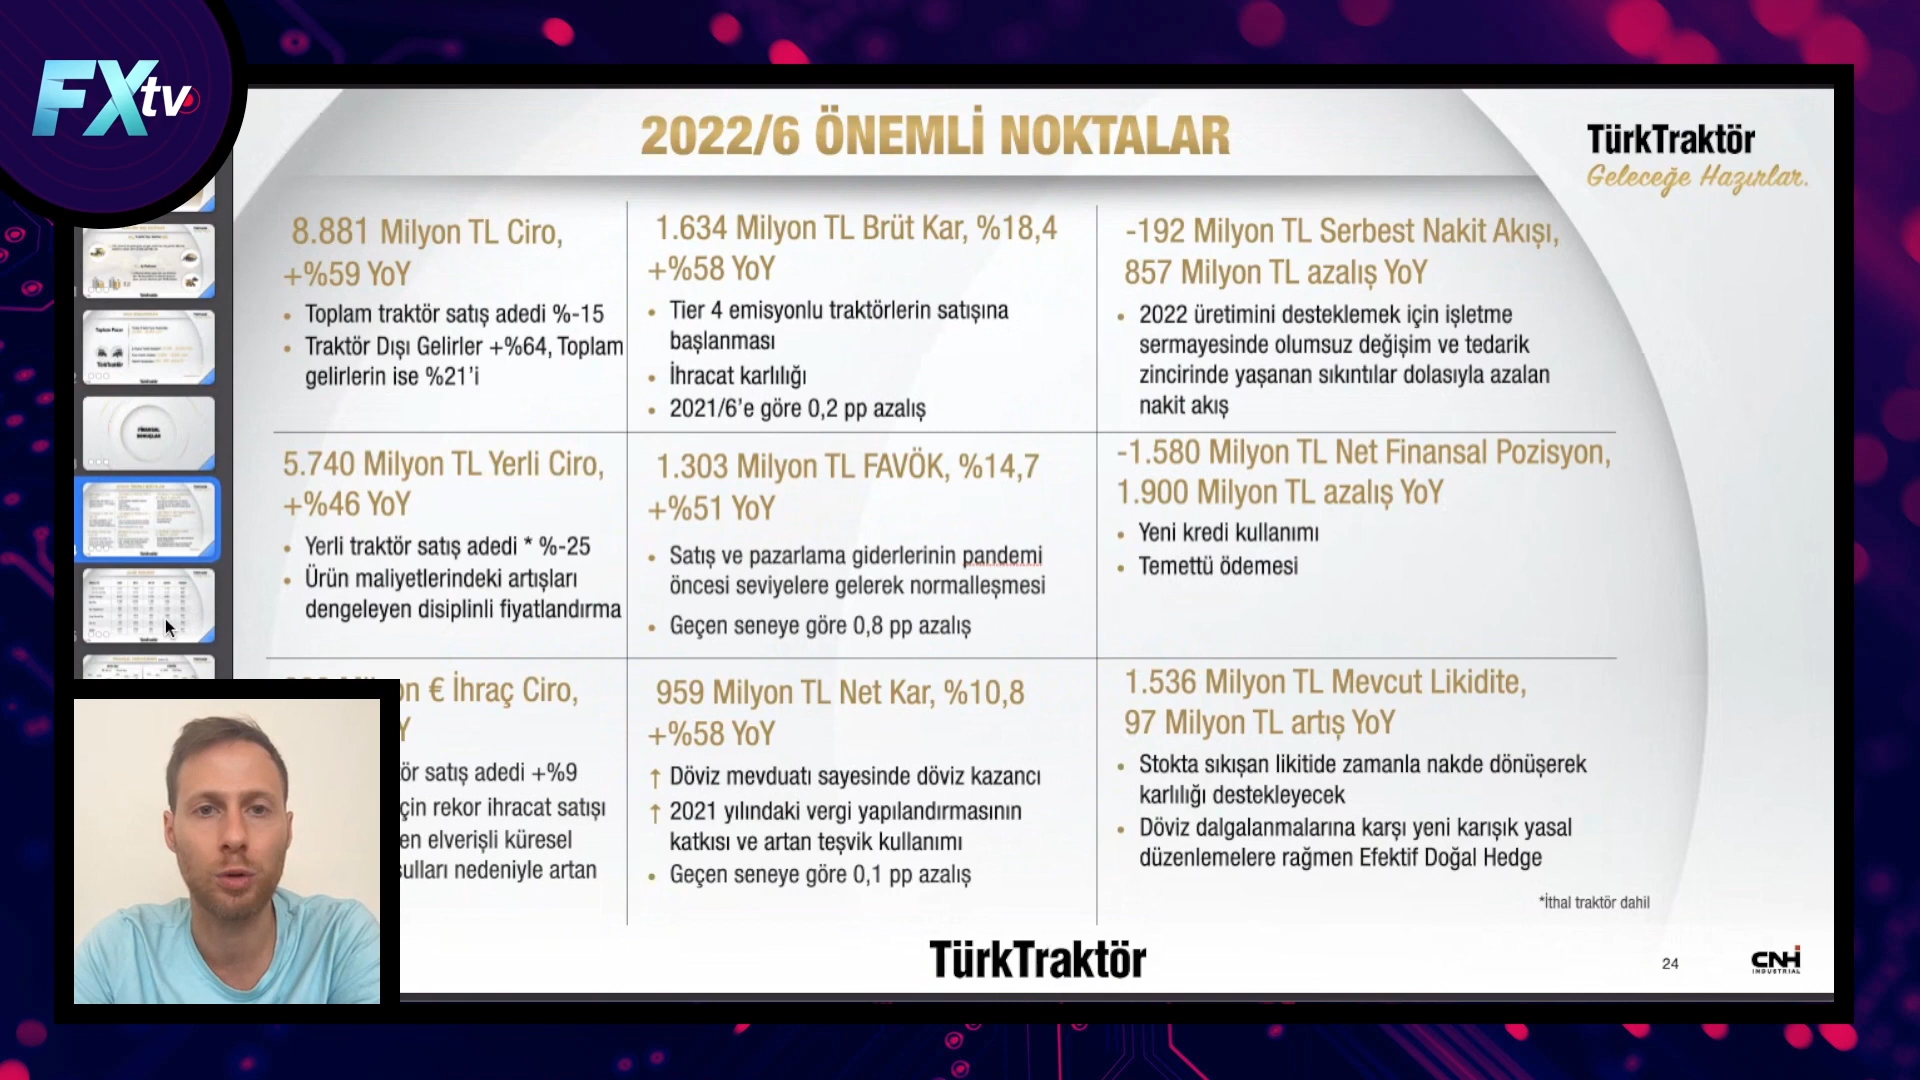 FXtv
2022/6 ÖNEMLİ NOKTALAR
TürkTraktör
Geleceğe Hazırlar.
8.881 Milyon TL Ciro,
+%59 YoY
• Toplam traktör satış adedi %-15
• Traktör Dışı Gelirler +%64, Toplam
gelirlerin ise %21’i
1.634 Milyon TL Brüt Kar, %18,4
+%58 YoY
• Tier 4 emisyonlu traktörlerin satışına
başlanması
• İhracat karlılığı
• 2021/6’e göre 0,2 pp azalış
-192 Milyon TL Serbest Nakit Akışı,
857 Milyon TL azalış YoY
• 2022 üretimini desteklemek için işletme
sermayesinde olumsuz değişim ve tedarik
zincirinde yaşanan sıkıntılar dolasıyla azalan
nakit akış
5.740 Milyon TL Yerli Ciro,
+%46 YoY
• Yerli traktör satış adedi * %-25
• Ürün maliyetlerindeki artışları
dengeleyen disiplinli fiyatlandırma
1.303 Milyon TL FAVÖK, %14,7
+%51 YoY
• Satış ve pazarlama giderlerinin pandemi
öncesi seviyelere gelerek normalleşmesi
• Geçen seneye göre 0,8 pp azalış
-1.580 Milyon TL Net Finansal Pozisyon,
1.900 Milyon TL azalış YoY
• Yeni kredi kullanımı
• Temettü ödemesi
€ İhraç Ciro,
satış adedi +%9
rekor ihracat satışı
elverişli küresel
nedeniyle artan
959 Milyon TL Net Kar, %10,8
+%58 YoY
↑ Döviz mevduatı sayesinde döviz kazancı
↑ 2021 yılındaki vergi yapılandırmasının
katkısı ve artan teşvik kullanımı
• Geçen seneye göre 0,1 pp azalış
1.536 Milyon TL Mevcut Likidite,
97 Milyon TL artış YoY
• Stokta sıkışan likitide zamanla nakde dönüşerek
karlılığı destekleyecek
• Döviz dalgalanmalarına karşı yeni karışık yasal
düzenlemelere rağmen Efektif Doğal Hedge
*İthal traktör dahil
TürkTraktör
24
CNH
INDUSTRIAL